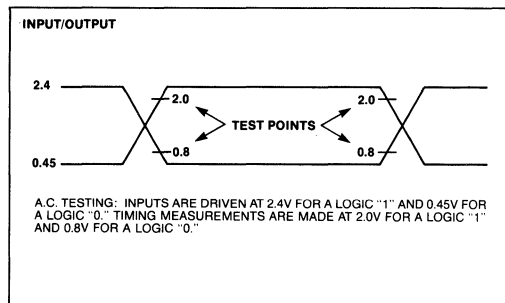 INPUT/OUTPUT
2.4
2.0
2.0
TEST POINTS
0.8
0.8
0.45
A.C. TESTING: INPUTS ARE DRIVEN AT 2.4V FOR A LOGIC "1" AND 0.45V FOR
A LOGIC "0." TIMING MEASUREMENTS ARE MADE AT 2.0V FOR A LOGIC "1"
AND 0.8V FOR A LOGIC "0."